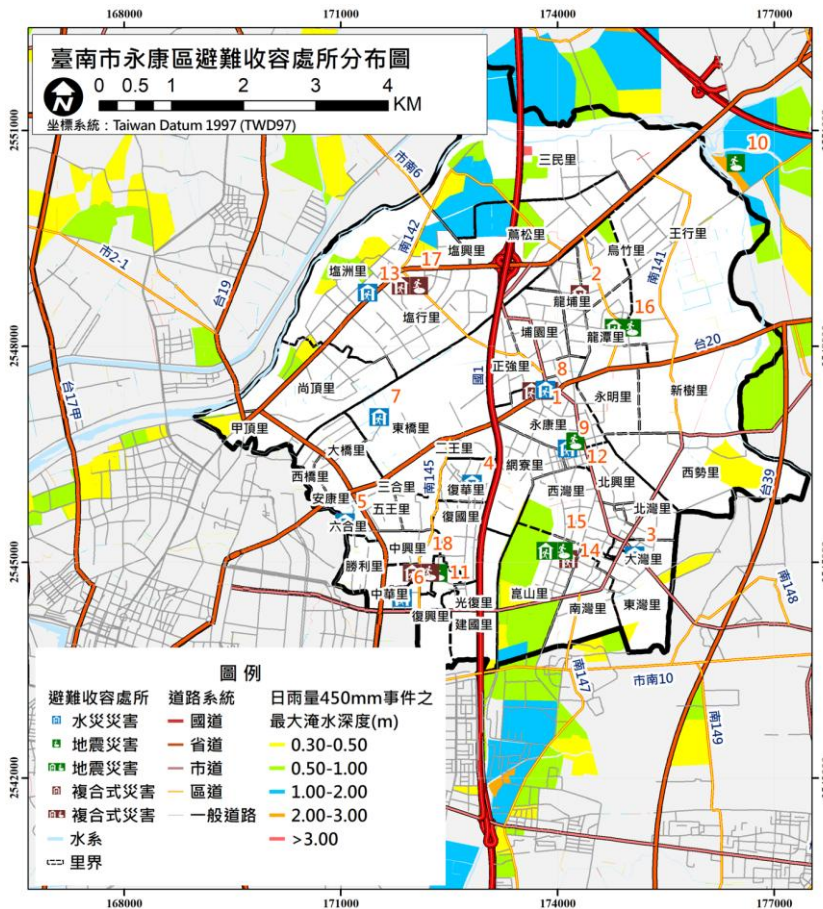 168000 171000 174000 177000
臺南市永康區避難收容處所分布圖
N
0 0.5 1 2 3 4
KM
坐標系統：Taiwan Datum 1997 (TWD97)
2551000
2548000
2545000
2542000
2551000
10
市南6
三民里
王行里
南142
蔦松里
烏竹里
塩興里
市2-1
塩洲里
13
17
2
南141
台19
塩行里
龍埔里
16
埔園里
龍潭里
台20
正強里
國1
8
台17甲
尚頂里
7
1
永明里
新樹里
甲頂里
東橋里
永康里
9
大橋里
二王里
網寮里
12
西橋里
4
北興里
西勢里
三合里
南145
復華里
西灣里
台39
安康里
5
五王里
復國里
北灣里
六合里
15
3
中興里
18
14
大灣里
勝利里
6
11
崑山里
南148
中華里
光復里
南灣里
東灣里
復興里
建國里
南147
市南10
南149
圖例
避難收容處所
水災災害
地震災害
地震災害
複合式災害
複合式災害
水系
里界
道路系統
國道
省道
市道
區道
一般道路
日雨量450mm事件之
最大淹水深度(m)
0.30-0.50
0.50-1.00
1.00-2.00
2.00-3.00
>3.00
168000 171000 174000 177000